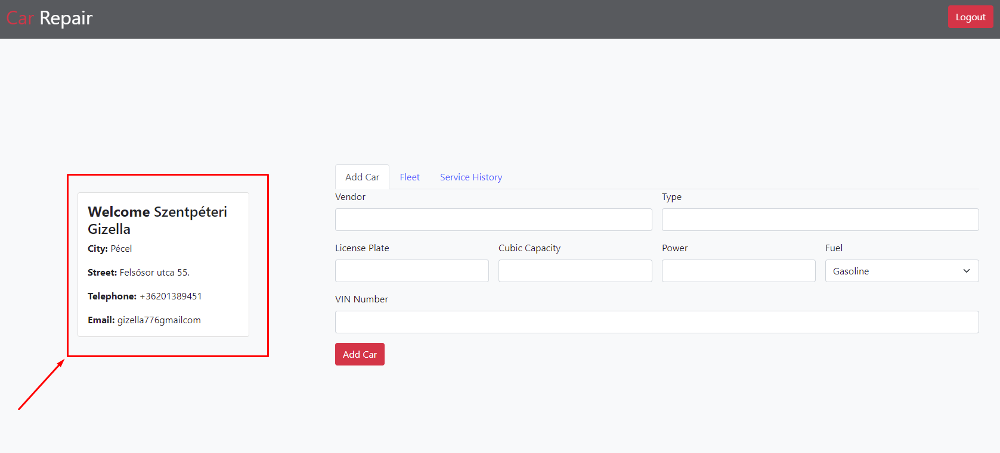 Car Repair
Logout
Welcome Szentpéteri
Gizella
City: Pécel
Street: Felsősor utca 55.
Telephone: +36201389451
Email: gizella776gmailcom
Add Car
Fleet
Service History
Vendor
Type
License Plate
Cubic Capacity
Power
Fuel
Gasoline
VIN Number
Add Car